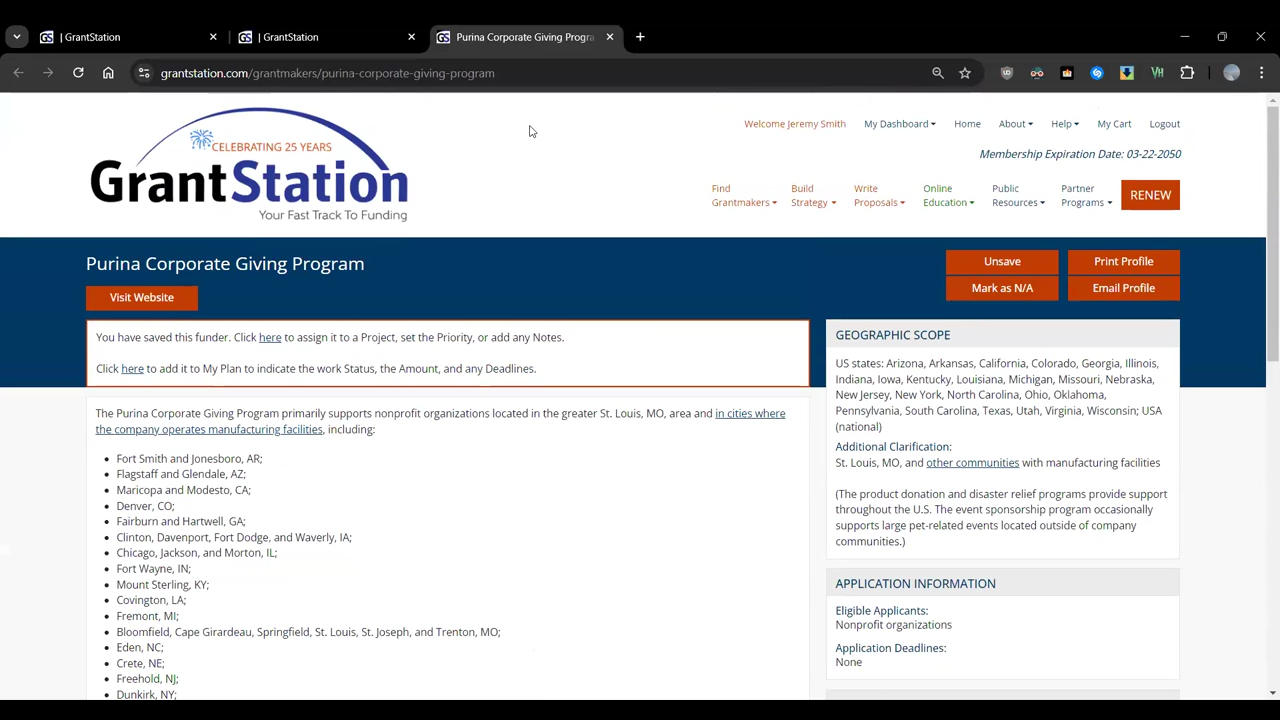 | GrantStation
| GrantStation
Purina Corporate Giving Progra
grantstation.com/grantmakers/purina-corporate-giving-program
CELEBRATING 25 YEARS
GrantStation
Your Fast Track To Funding
Welcome Jeremy Smith
My Dashboard
Home
About
Help
My Cart
Logout
Membership Expiration Date: 03-22-2050
Find Grantmakers
Build Strategy
Write Proposals
Online Education
Public Resources
Partner Programs
RENEW
Purina Corporate Giving Program
Visit Website
Unsave
Print Profile
Mark as N/A
Email Profile
You have saved this funder. Click here to assign it to a Project, set the Priority, or add any Notes.
Click here to add it to My Plan to indicate the work Status, the Amount, and any Deadlines.
The Purina Corporate Giving Program primarily supports nonprofit organizations located in the greater St. Louis, MO, area and in cities where
the company operates manufacturing facilities, including:
Fort Smith and Jonesboro, AR;
Flagstaff and Glendale, AZ;
Maricopa and Modesto, CA;
Denver, CO;
Fairburn and Hartwell, GA;
Clinton, Davenport, Fort Dodge, and Waverly, IA;
Chicago, Jackson, and Morton, IL;
Fort Wayne, IN;
Mount Sterling, KY;
Covington, LA;
Fremont, MI;
Bloomfield, Cape Girardeau, Springfield, St. Louis, St. Joseph, and Trenton, MO;
Eden, NC;
Crete, NE;
Freehold, NJ;
Dunkirk, NY;
GEOGRAPHIC SCOPE
US states: Arizona, Arkansas, California, Colorado, Georgia, Illinois,
Indiana, Iowa, Kentucky, Louisiana, Michigan, Missouri, Nebraska,
New Jersey, New York, North Carolina, Ohio, Oklahoma,
Pennsylvania, South Carolina, Texas, Utah, Virginia, Wisconsin; USA
(national)
Additional Clarification:
St. Louis, MO, and other communities with manufacturing facilities
(The product donation and disaster relief programs provide support
throughout the U.S. The event sponsorship program occasionally
supports large pet-related events located outside of company
communities.)
APPLICATION INFORMATION
Eligible Applicants:
Nonprofit organizations
Application Deadlines:
None